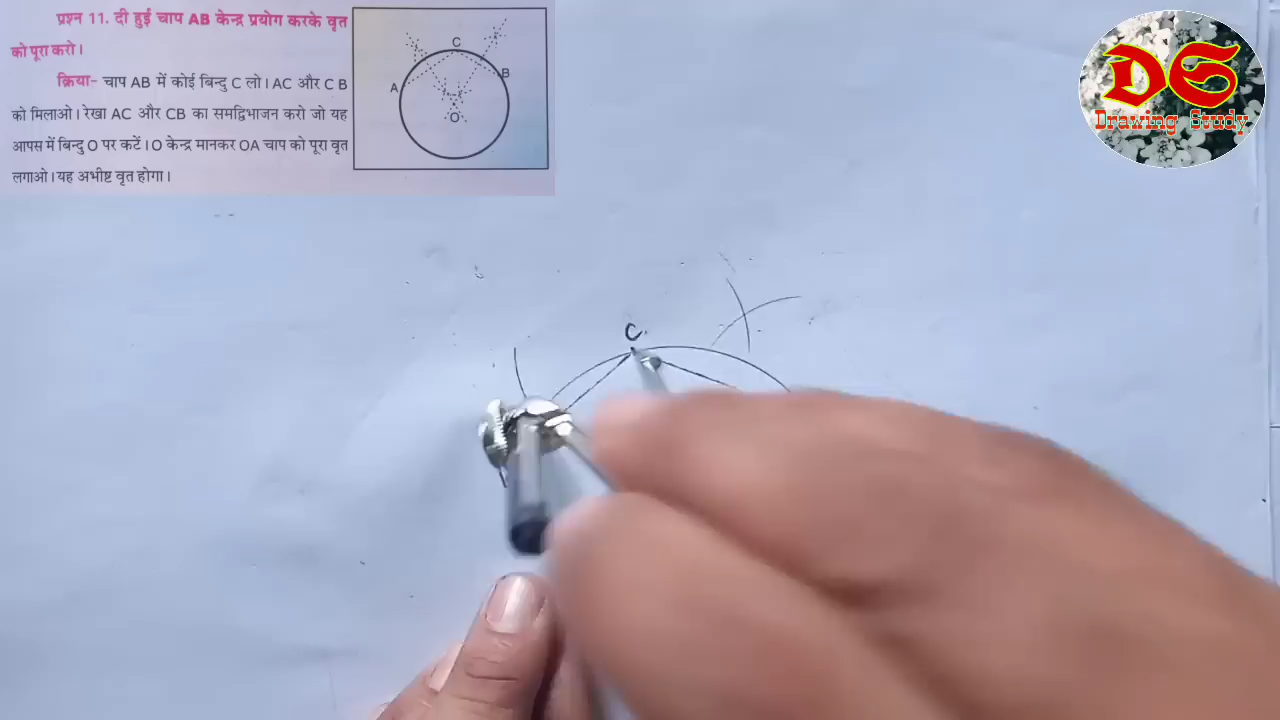 प्रश्न 11. दी हुई चाप AB केन्द्र प्रयोग करके वृत
को पूरा करो।
क्रिया- चाप AB में कोई बिन्दु C लो। AC और C B
को मिलाओ। रेखा AC और CB का समद्विभाजन करो जो यह
आपस में बिन्दु O पर कटें। O केन्द्र मानकर OA चाप को पूरा वृत
लगाओ। यह अभीष्ट वृत होगा।
C
B
A
O
DS
Drawing Study
C